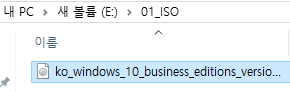 내 PC > 새 볼륨 (E:) > 01_ISO
이름
ko_windows_10_business_editions_versio...